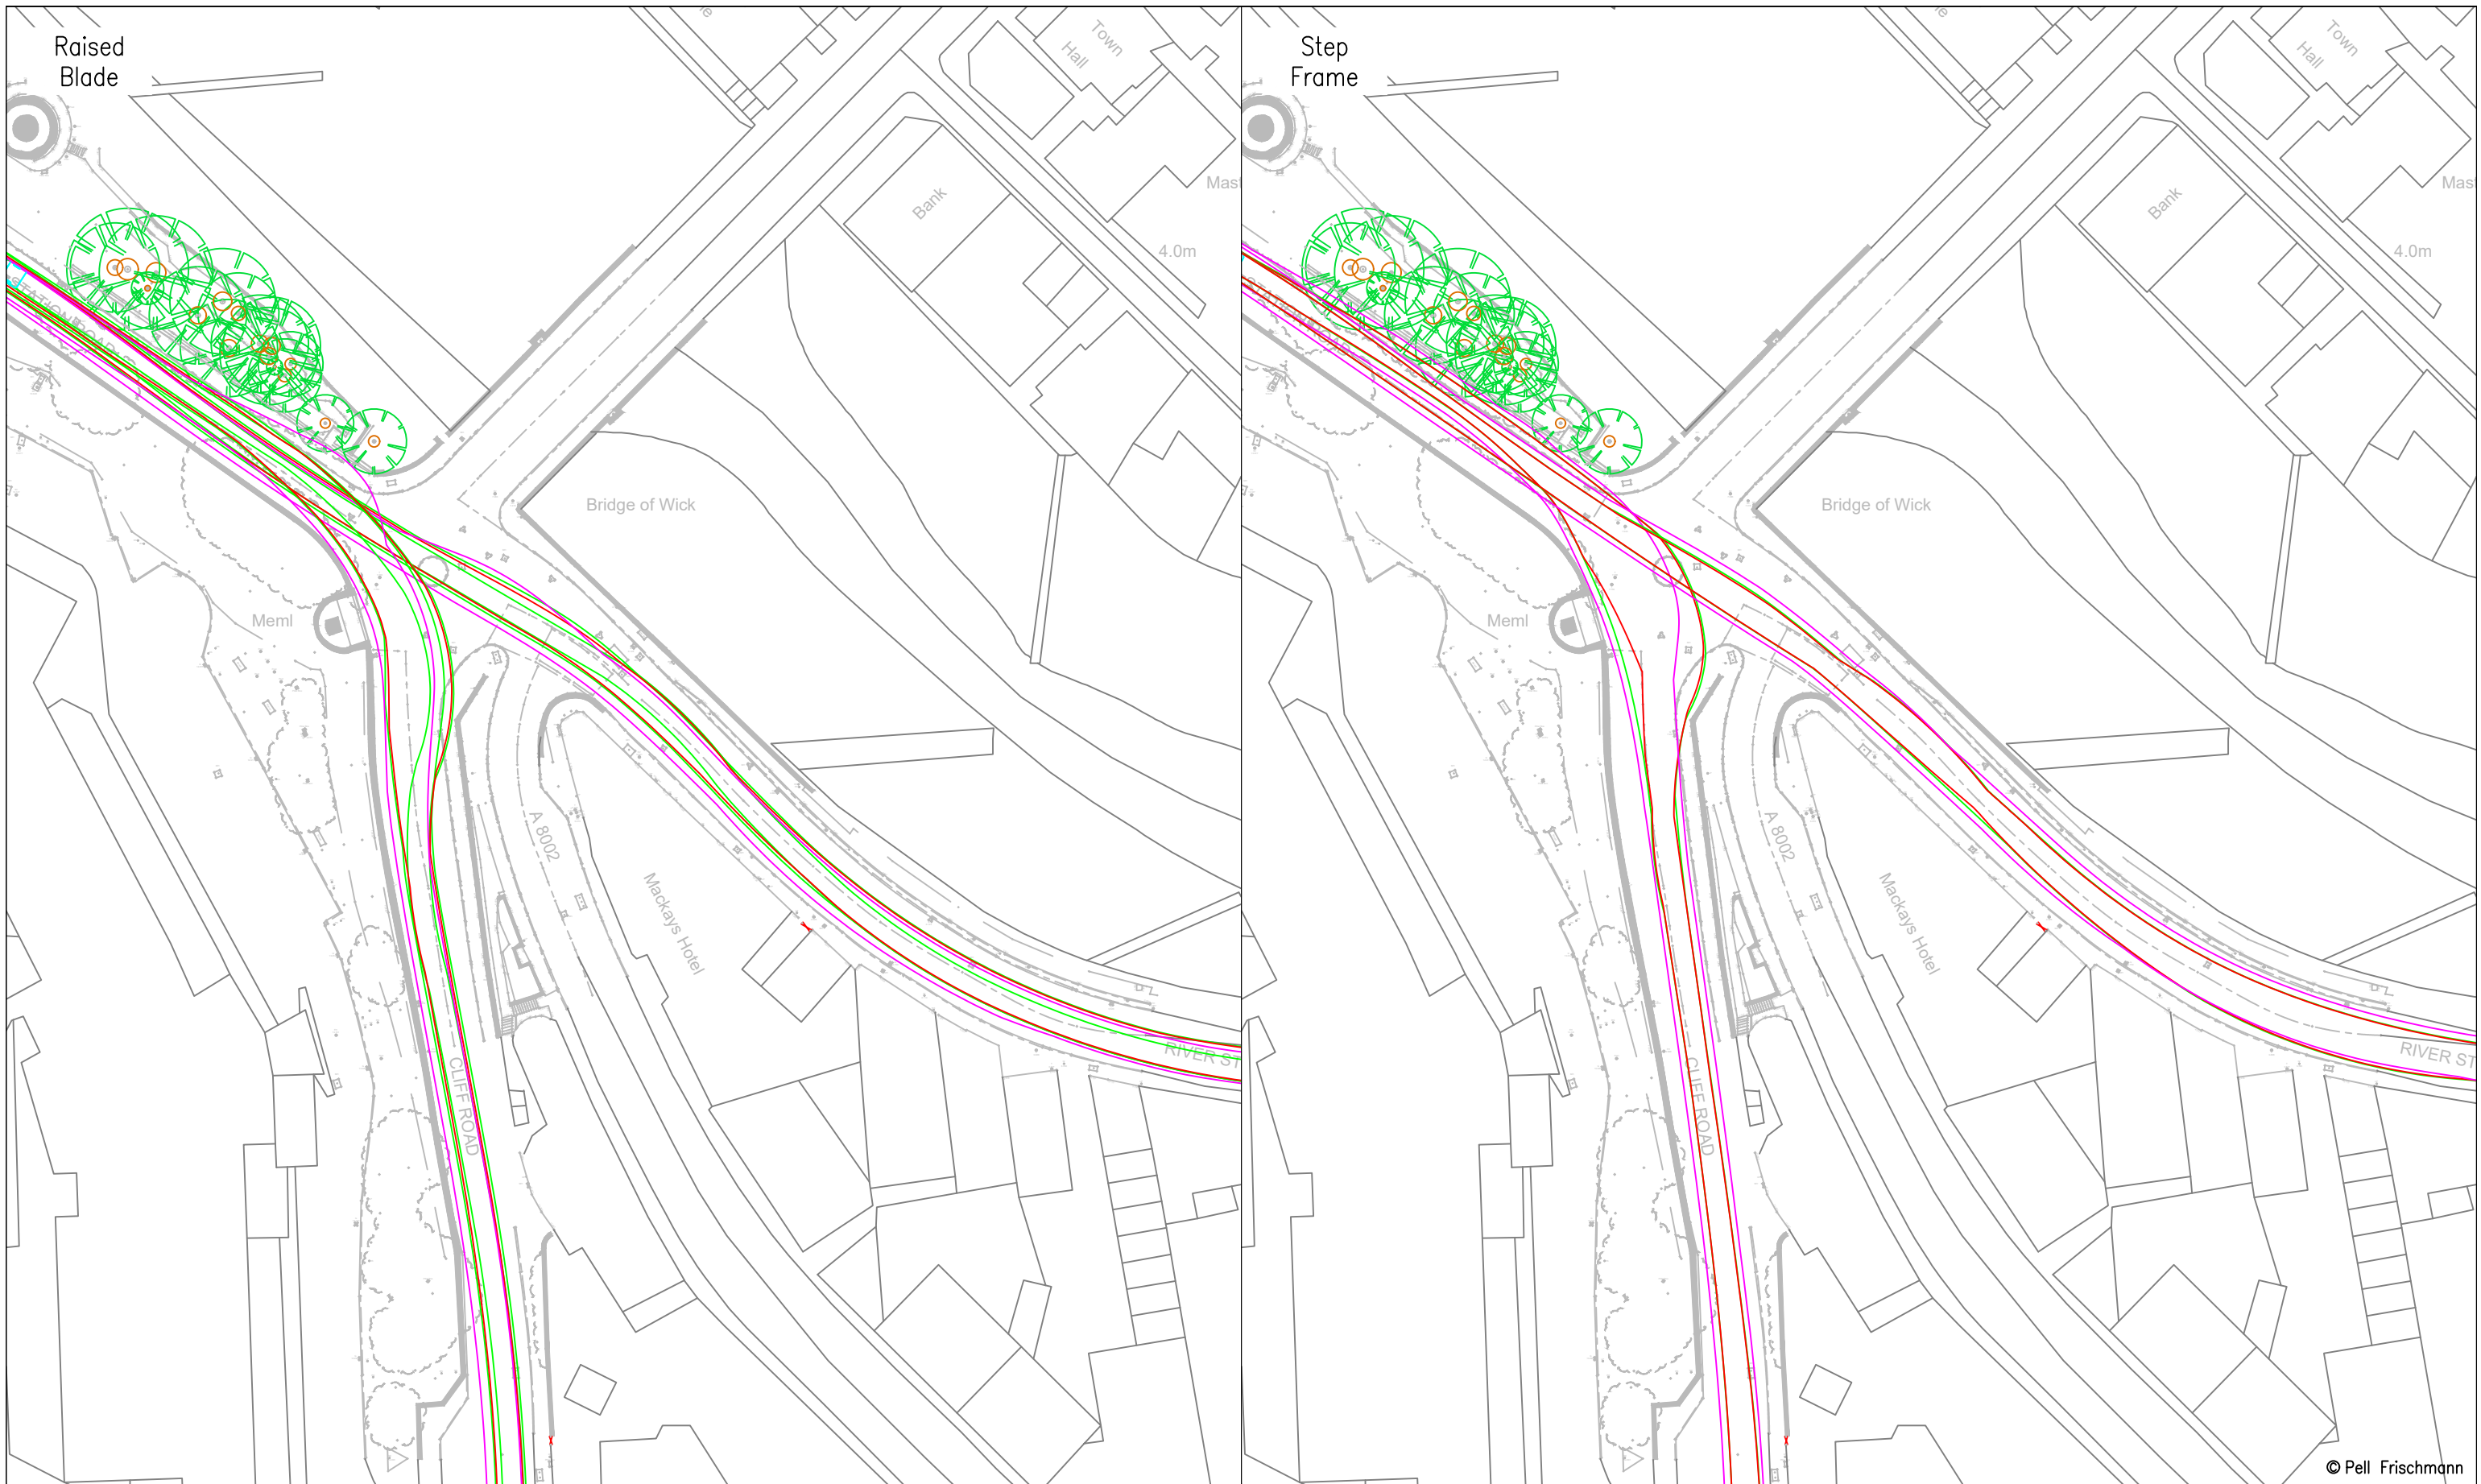 Raised
Blade
Town
Hall
Bank
Mast
4.0m
STATION ROAD
Bridge of Wick
Meml
A 8002
Mackays Hotel
CLIFF ROAD
RIVER ST
Step
Frame
Town
Hall
Bank
Mast
4.0m
Bridge of Wick
Meml
A 8002
Mackays Hotel
CLIFF ROAD
RIVER ST
© Pell Frischmann